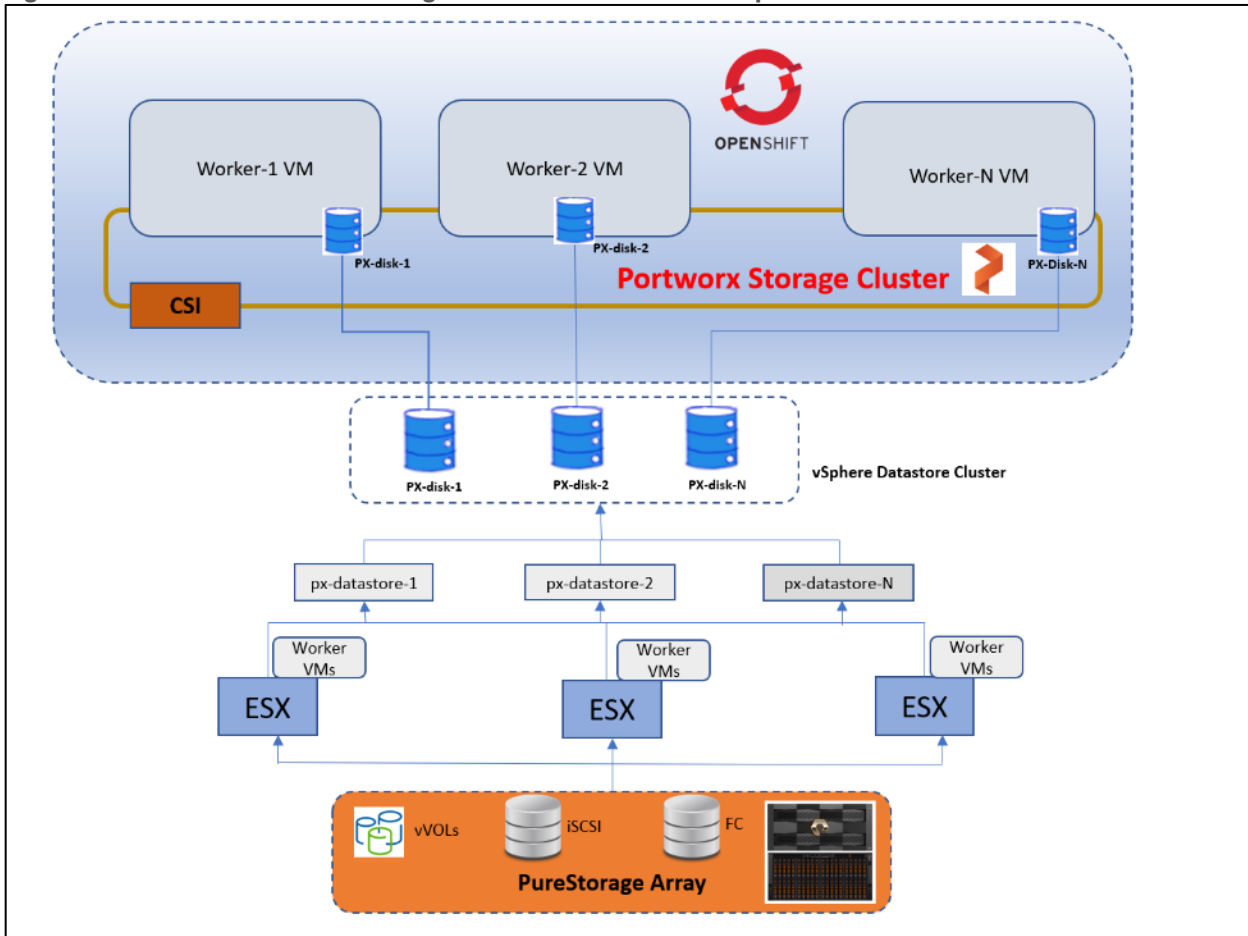 OPENSHIFT
Worker-1 VM
Worker-2 VM
Worker-N VM
PX-disk-1
PX-disk-2
PX-Disk-N
Portworx Storage Cluster
CSI
PX-disk-1
PX-disk-2
PX-disk-N
vSphere Datastore Cluster
px-datastore-1
px-datastore-2
px-datastore-N
Worker
VMs
Worker
VMs
Worker
VMs
ESX
ESX
ESX
vVOLs
iSCSI
FC
PureStorage Array